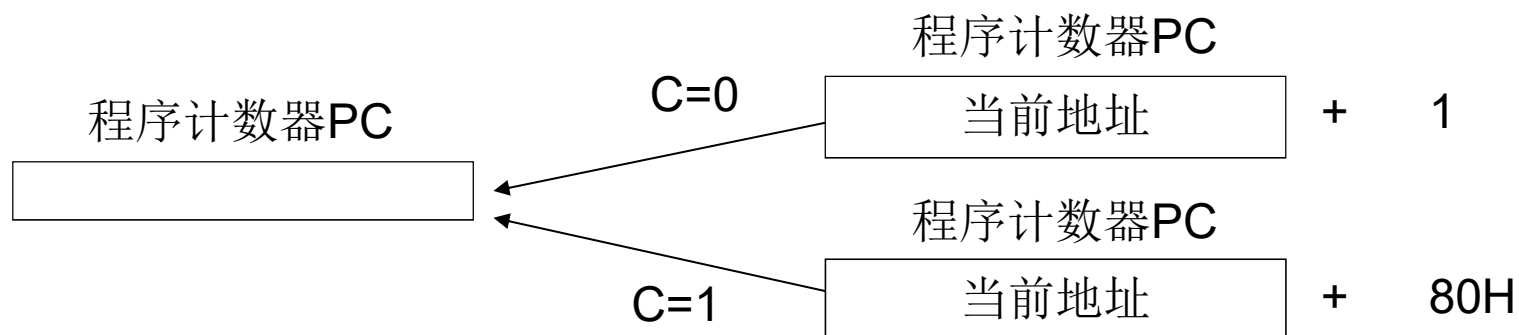 程序计数器PC
C=0
当前地址 + 1
程序计数器PC
程序计数器PC
C=1
当前地址 + 80H